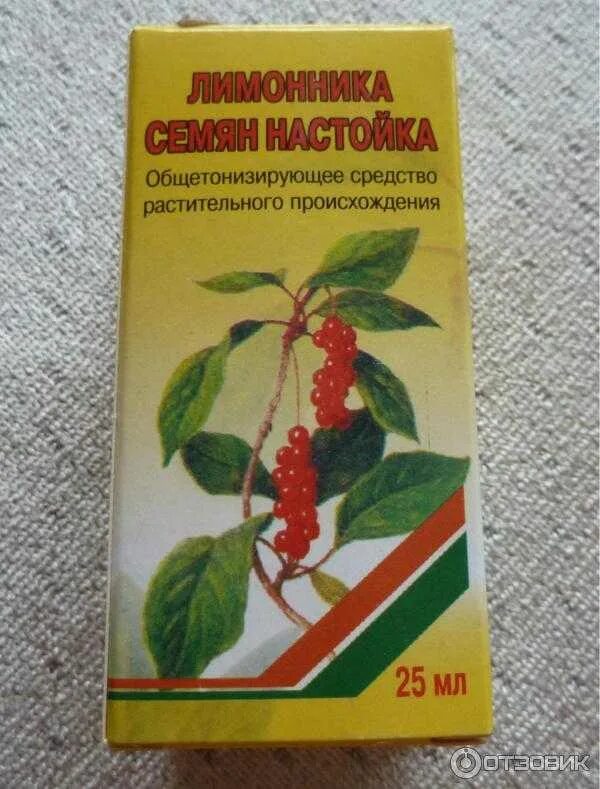 ЛИМОННИКА
СЕМЯН НАСТОЙКА
Общетонизирующее средство
растительного происхождения
25 мл
ОТЗОВИК